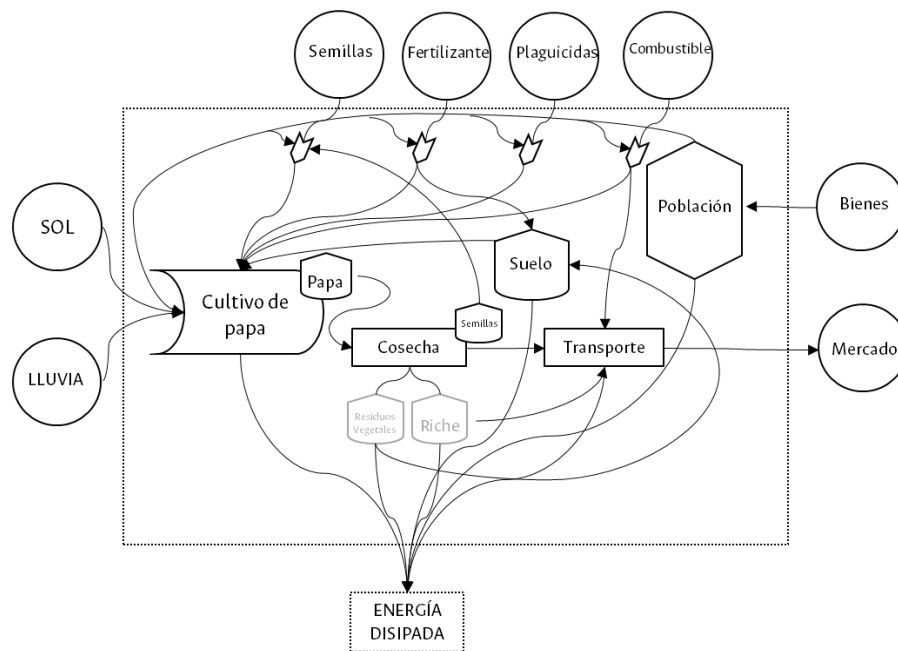 Semillas
Fertilizante
Plaguicidas
Combustible
Población
Bienes
SOL
Suelo
Papa
Cultivo de
papa
Semillas
Cosecha
Transporte
Mercado
LLUVIA
Residuos
Vegetales
Riche
ENERGÍA
DISIPADA